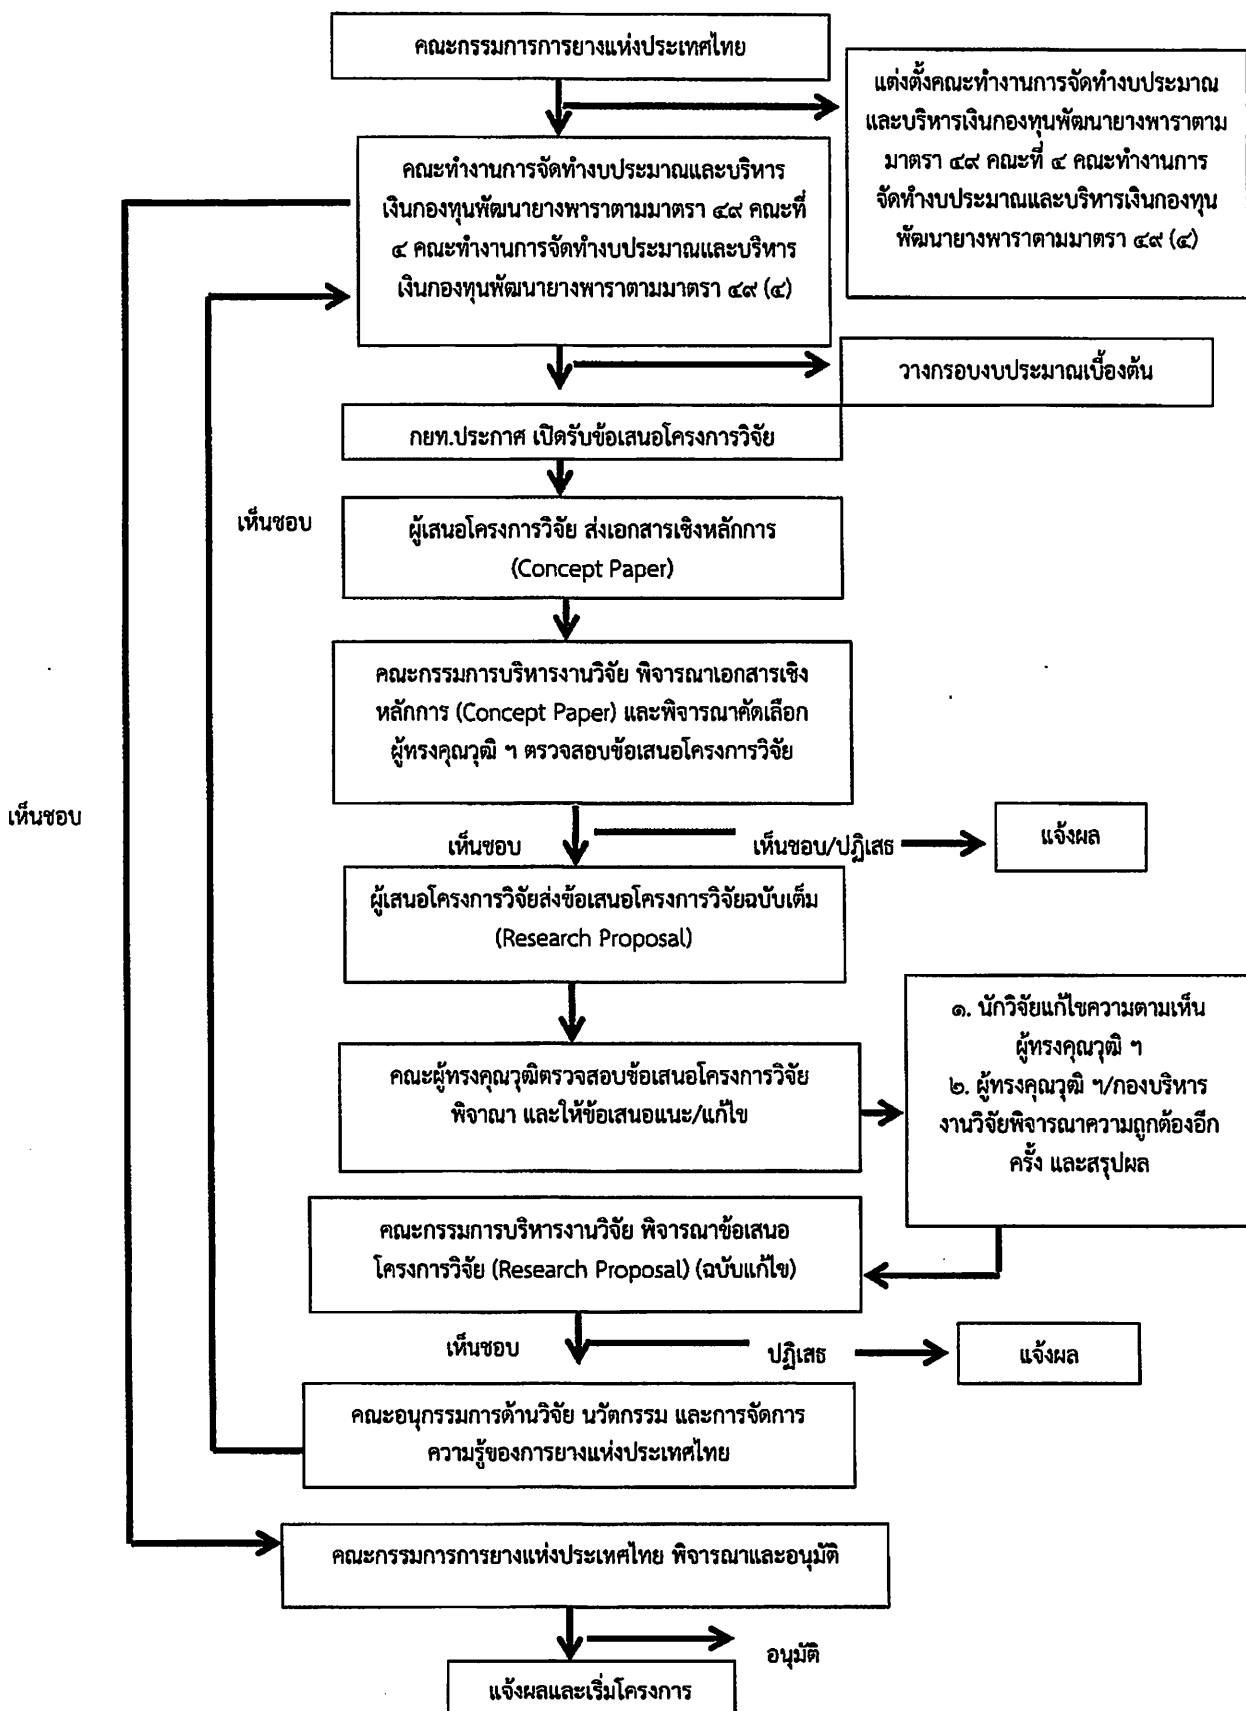 คณะกรรมการการยางแห่งประเทศไทย
แต่งตั้งคณะทำงานการจัดทำงบประมาณ
และบริหารเงินกองทุนพัฒนายางพาราตาม
มาตรา ๔๙ คณะที่ ๔ คณะทำงานการ
จัดทำงบประมาณและบริหารเงินกองทุน
พัฒนายางพาราตามมาตรา ๔๙ (๔)
คณะทำงานการจัดทำงบประมาณและบริหาร
เงินกองทุนพัฒนายางพาราตามมาตรา ๔๙ คณะที่
๔ คณะทำงานการจัดทำงบประมาณและบริหาร
เงินกองทุนพัฒนายางพาราตามมาตรา ๔๙ (๔)
วางกรอบงบประมาณเบื้องต้น
กยท.ประกาศ เปิดรับข้อเสนอโครงการวิจัย
เห็นชอบ
ผู้เสนอโครงการวิจัย ส่งเอกสารเชิงหลักการ
(Concept Paper)
คณะกรรมการบริหารงานวิจัย พิจารณาเอกสารเชิง
หลักการ (Concept Paper) และพิจารณาคัดเลือก
ผู้ทรงคุณวุฒิ ฯ ตรวจสอบข้อเสนอโครงการวิจัย
เห็นชอบ
เห็นชอบ
เห็นชอบ/ปฏิเสธ
แจ้งผล
ผู้เสนอโครงการวิจัยส่งข้อเสนอโครงการวิจัยฉบับเต็ม
(Research Proposal)
๑. นักวิจัยแก้ไขความตามเห็น
ผู้ทรงคุณวุฒิ ฯ
๒. ผู้ทรงคุณวุฒิ ฯ/กองบริหาร
งานวิจัยพิจารณาความถูกต้องอีก
ครั้ง และสรุปผล
คณะผู้ทรงคุณวุฒิตรวจสอบข้อเสนอโครงการวิจัย
พิจาณา และให้ข้อเสนอแนะ/แก้ไข
คณะกรรมการบริหารงานวิจัย พิจารณาข้อเสนอ
โครงการวิจัย (Research Proposal) (ฉบับแก้ไข)
เห็นชอบ
ปฏิเสธ
แจ้งผล
คณะอนุกรรมการด้านวิจัย นวัตกรรม และการจัดการ
ความรู้ของการยางแห่งประเทศไทย
คณะกรรมการการยางแห่งประเทศไทย พิจารณาและอนุมัติ
อนุมัติ
แจ้งผลและเริ่มโครงการ